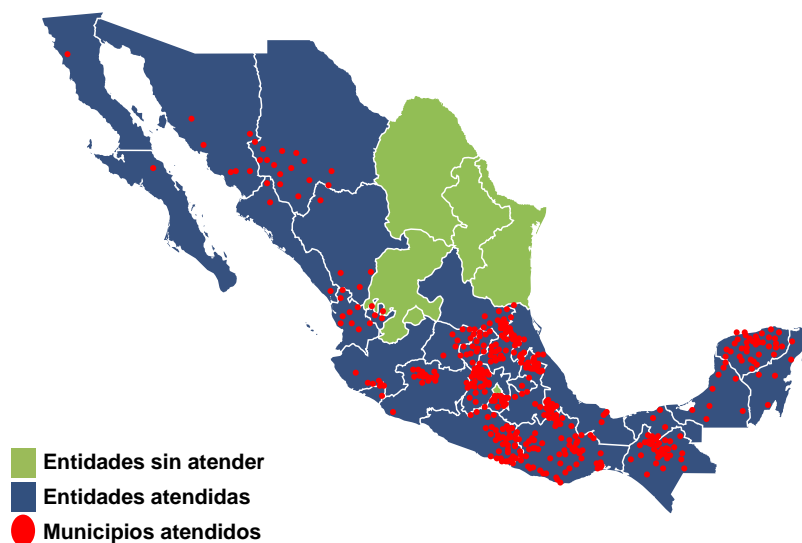 Entidades sin atender
Entidades atendidas
Municipios atendidos